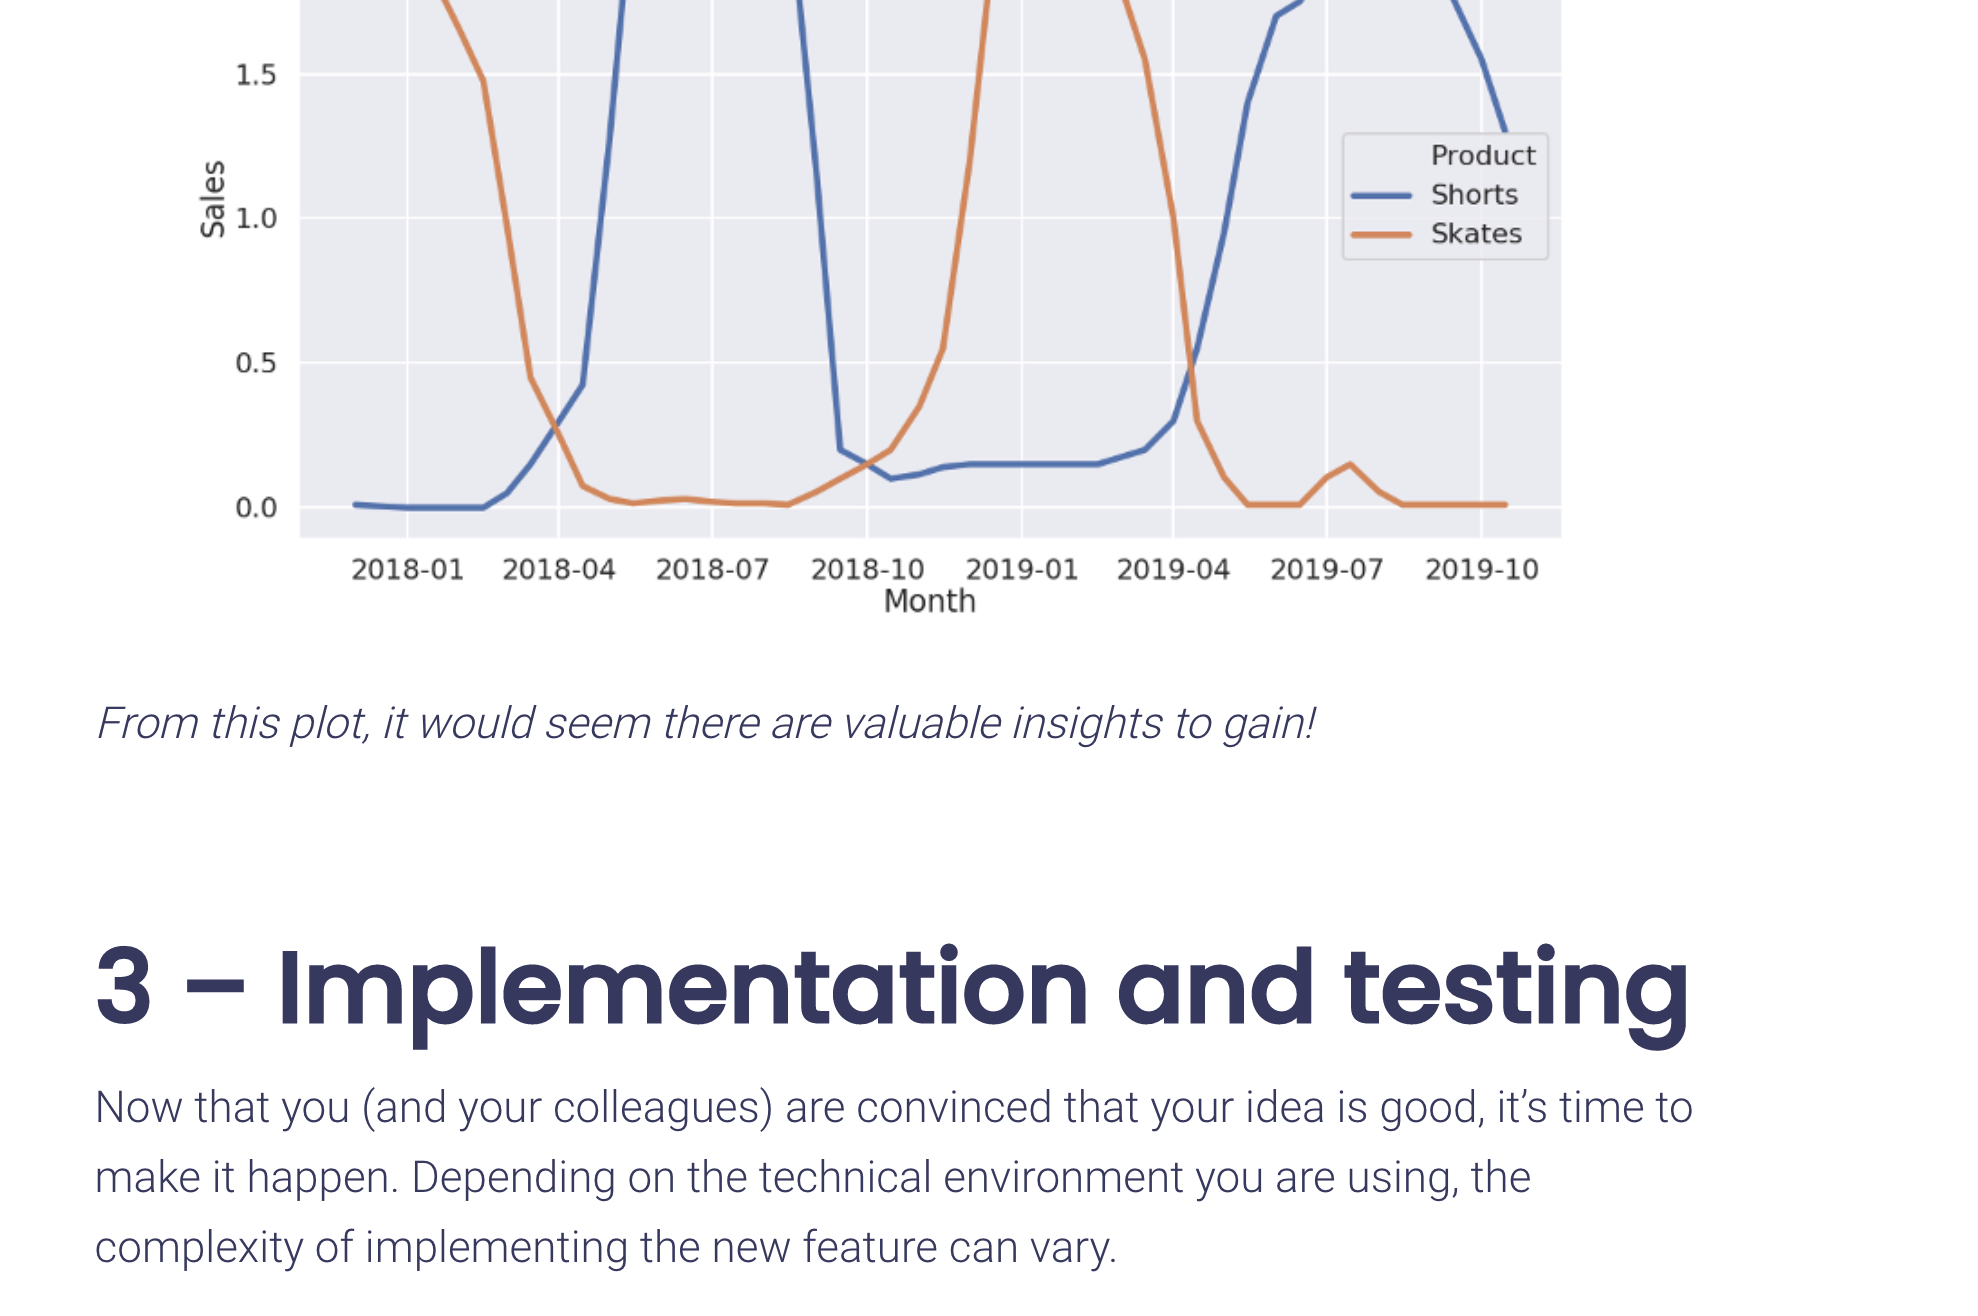 1.5
Sales
1.0
0.5
0.0
Product
Shorts
Skates
2018-01 2018-04 2018-07 2018-10 2019-01 2019-04 2019-07 2019-10
Month
From this plot, it would seem there are valuable insights to gain!
3 – Implementation and testing
Now that you (and your colleagues) are convinced that your idea is good, it’s time to
make it happen. Depending on the technical environment you are using, the
complexity of implementing the new feature can vary.